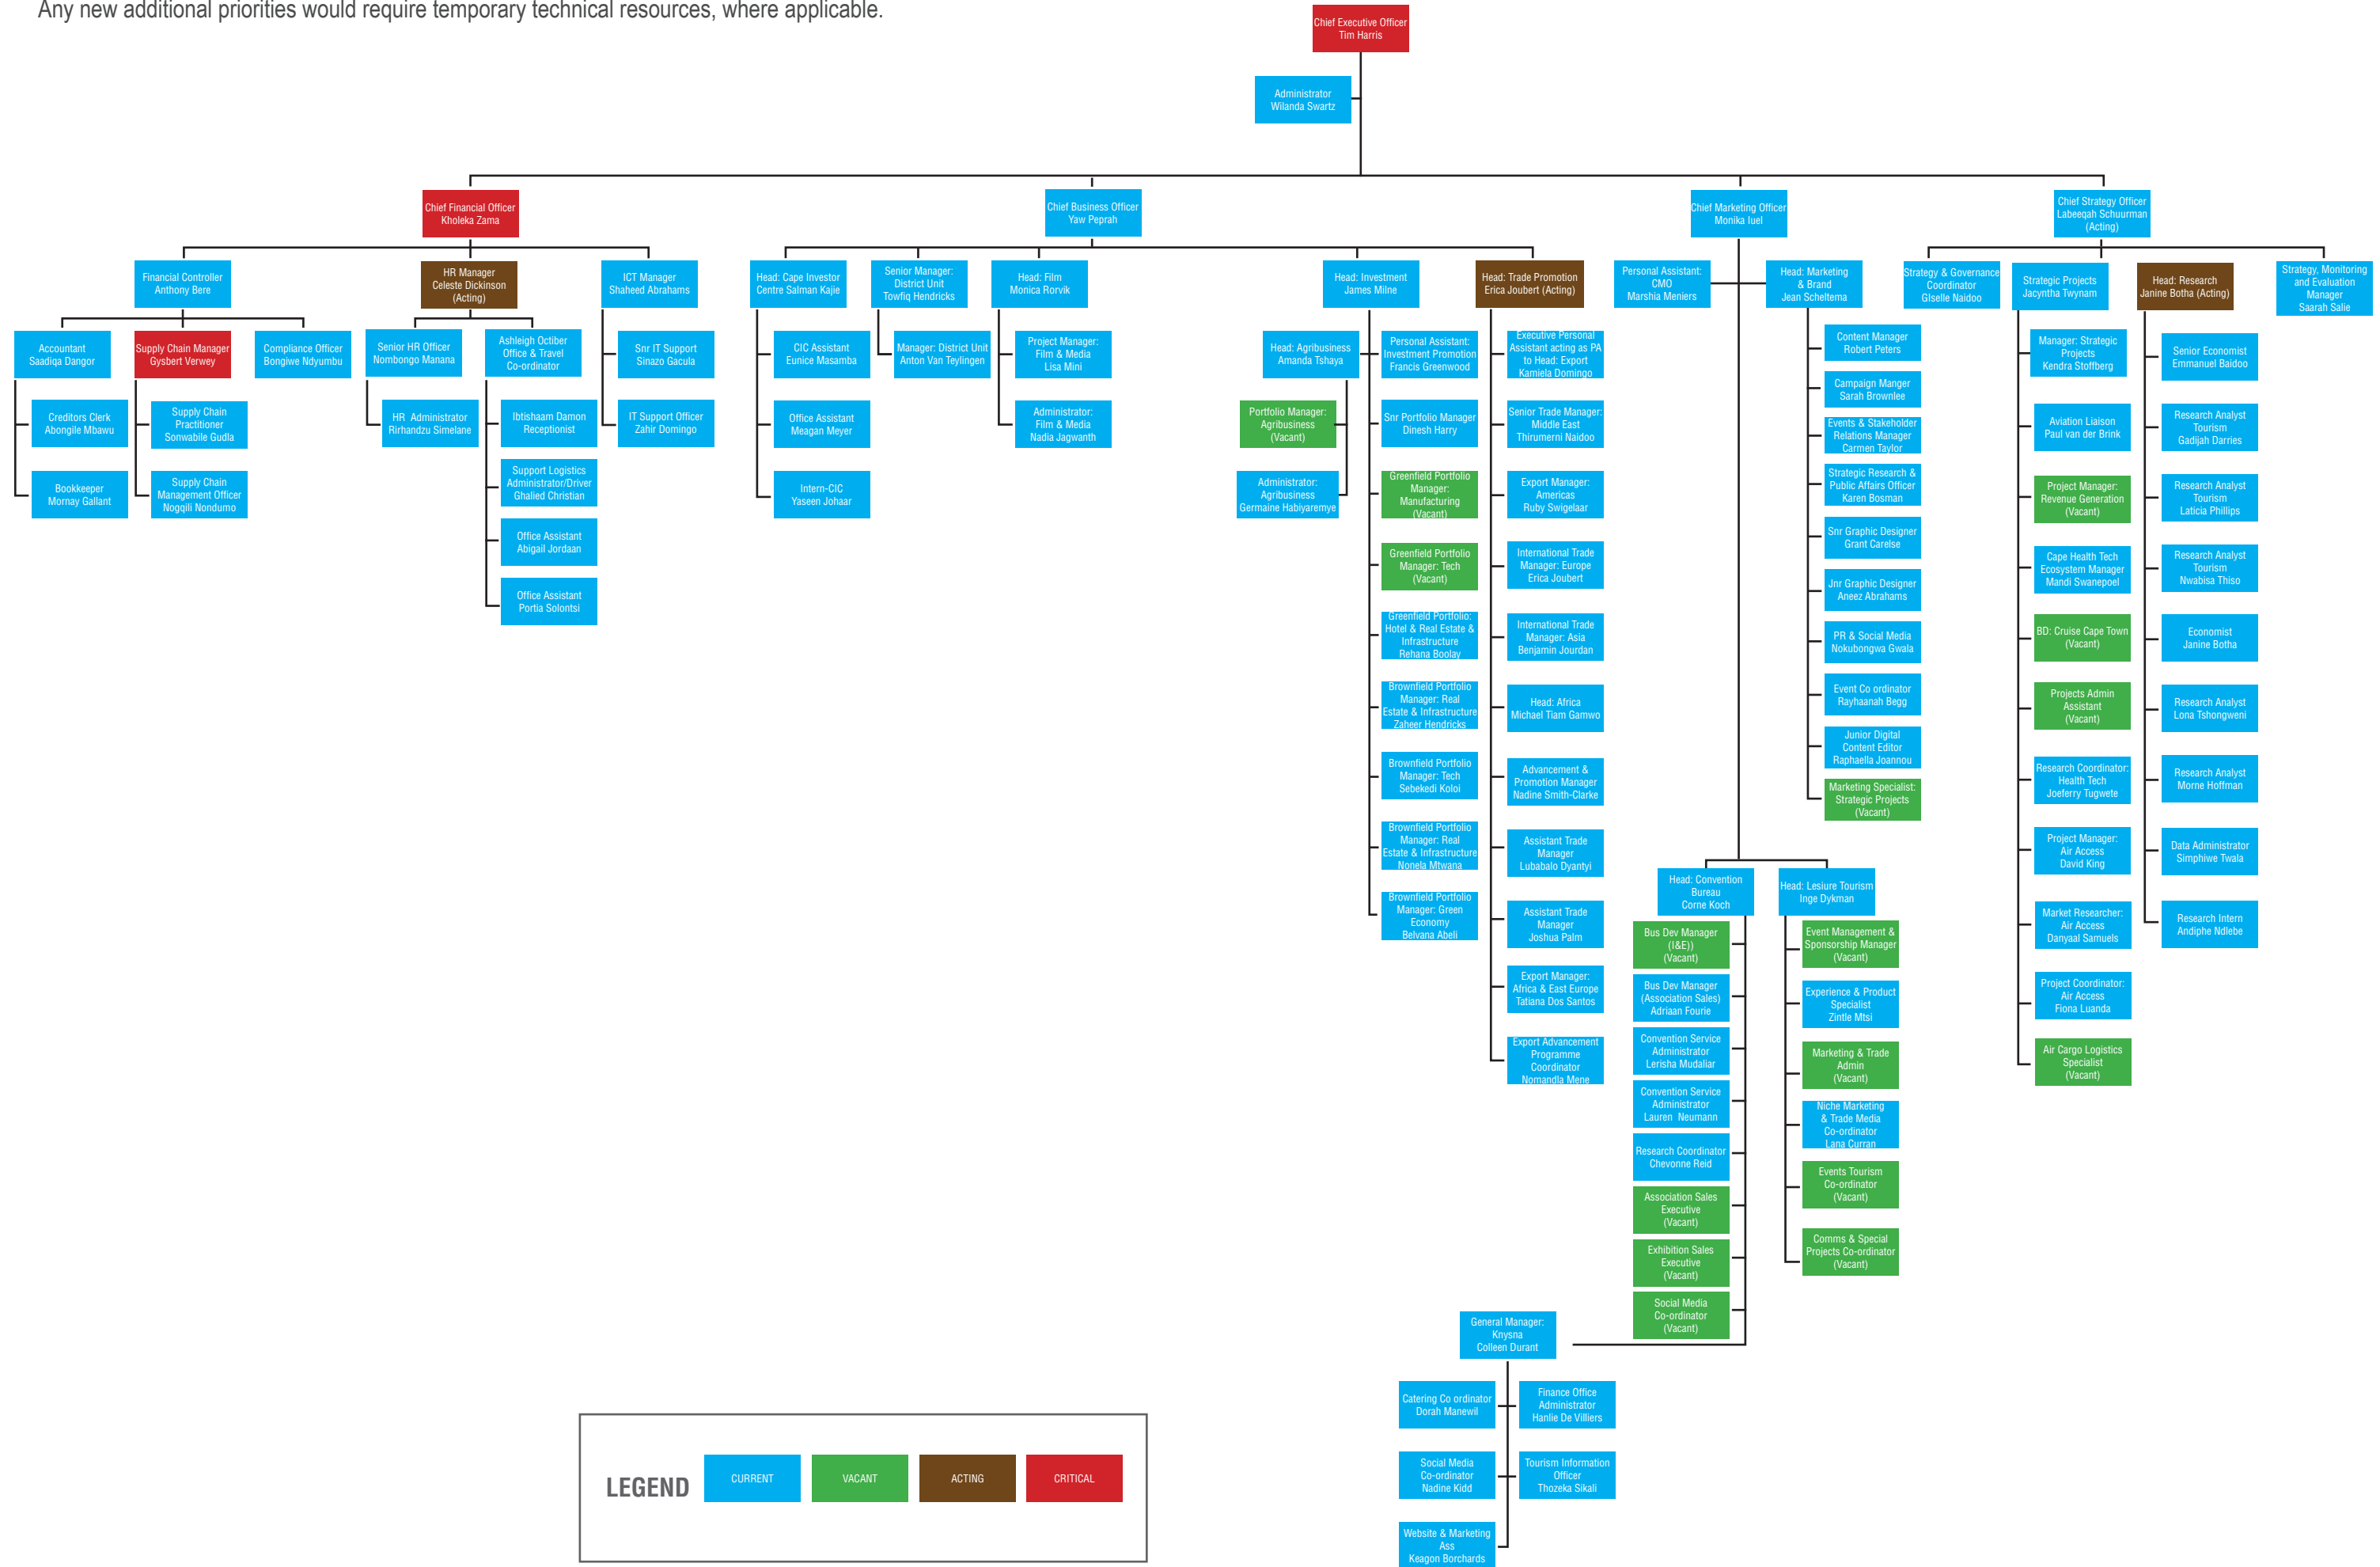 Any new additional priorities would require temporary technical resources, where applicable.
Chief Executive Officer
Tim Harris
Administrator
Wilanda Swartz
Chief Financial Officer
Kholeka Zama
Chief Business Officer
Yaw Peprah
Chief Marketing Officer
Monika Iuel
Chief Strategy Officer
Labeeqah Schuurman
(Acting)
Financial Controller
Anthony Bere
HR Manager
Celeste Dickinson
(Acting)
ICT Manager
Shaheed Abrahams
Head: Cape Investor
Centre Salman Kajie
Senior Manager:
District Unit
Towfiq Hendricks
Head: Film
Monica Rorvik
Head: Investment
James Milne
Head: Trade Promotion
Erica Joubert (Acting)
Personal Assistant:
CMO
Marshia Meniers
Head: Marketing
& Brand
Jean Scheltema
Strategy & Governance
Coordinator
GIselle Naidoo
Strategic Projects
Jacyntha Twynam
Head: Research
Janine Botha (Acting)
Strategy, Monitoring
and Evaluation
Manager
Saarah Salie
Accountant
Saadiqa Dangor
Supply Chain Manager
Gysbert Verwey
Compliance Officer
Bongiwe Ndyumbu
Senior HR Officer
Nombongo Manana
Ashleigh Octiber
Office & Travel
Co-ordinator
Snr IT Support
Sinazo Gacula
CIC Assistant
Eunice Masamba
Manager: District Unit
Anton Van Teylingen
Project Manager:
Film & Media
Lisa Mini
Head: Agribusiness
Amanda Tshaya
Personal Assistant:
Investment Promotion
Francis Greenwood
Executive Personal
Assistant acting as PA
to Head: Export
Kamiela Domingo
Creditors Clerk
Abongile Mbawu
Supply Chain
Practitioner
Sonwabile Gudla
HR  Administrator
Rirhandzu Simelane
Ibtishaam Damon
Receptionist
IT Support Officer
Zahir Domingo
Office Assistant
Meagan Meyer
Administrator:
Film & Media
Nadia Jagwanth
Portfolio Manager:
Agribusiness
(Vacant)
Snr Portfolio Manager
Dinesh Harry
Senior Trade Manager:
Middle East
Thirumerni Naidoo
Bookkeeper
Mornay Gallant
Supply Chain
Management Officer
Nogqili Nondumo
Support Logistics
Administrator/Driver
Ghalied Christian
Office Assistant
Abigail Jordaan
Office Assistant
Portia Solontsi
Intern-CIC
Yaseen Johaar
Administrator:
Agribusiness
Germaine Habiyaremye
Greenfield Portfolio
Manager:
Manufacturing
(Vacant)
Greenfield Portfolio
Manager: Tech
(Vacant)
Greenfield Portfolio:
Hotel & Real Estate &
Infrastructure
Rehana Boolay
Brownfield Portfolio
Manager: Real
Estate & Infrastructure
Zaheer Hendricks
Brownfield Portfolio
Manager: Tech
Sebekedi Koloi
Brownfield Portfolio
Manager: Real
Estate & Infrastructure
Nonela Mtwana
Brownfield Portfolio
Manager: Green
Economy
Belvana Abeli
Export Manager:
Americas
Ruby Swigelaar
International Trade
Manager: Europe
Erica Joubert
International Trade
Manager: Asia
Benjamin Jourdan
Head: Africa
Michael Tiam Gamwo
Advancement &
Promotion Manager
Nadine Smith-Clarke
Assistant Trade
Manager
Lubabalo Dyantyi
Assistant Trade
Manager
Joshua Palm
Export Manager:
Africa & East Europe
Tatiana Dos Santos
Export Advancement
Programme
Coordinator
Nomandla Mene
Content Manager
Robert Peters
Campaign Manger
Sarah Brownlee
Events & Stakeholder
Relations Manager
Carmen Taylor
Strategic Research &
Public Affairs Officer
Karen Bosman
Snr Graphic Designer
Grant Carelse
Jnr Graphic Designer
Aneez Abrahams
PR & Social Media
Nokubongwa Gwala
Event Co ordinator
Rayhaanah Begg
Junior Digital
Content Editor
Raphaella Joannou
Marketing Specialist:
Strategic Projects
(Vacant)
Manager: Strategic
Projects
Kendra Stoffberg
Aviation Liaison
Paul van der Brink
Project Manager:
Revenue Generation
(Vacant)
Cape Health Tech
Ecosystem Manager
Mandi Swanepoel
BD: Cruise Cape Town
(Vacant)
Projects Admin
Assistant
(Vacant)
Research Coordinator:
Health Tech
Joeferry Tugwete
Project Manager:
Air Access
David King
Market Researcher:
Air Access
Danyaal Samuels
Project Coordinator:
Air Access
Fiona Luanda
Air Cargo Logistics
Specialist
(Vacant)
Senior Economist
Emmanuel Baidoo
Research Analyst
Tourism
Gadijah Darries
Research Analyst
Tourism
Laticia Phillips
Research Analyst
Tourism
Nwabisa Thiso
Economist
Janine Botha
Research Analyst
Lona Tshongweni
Research Analyst
Morne Hoffman
Data Administrator
Simphiwe Twala
Research Intern
Andiphe Ndlebe
Head: Convention
Bureau
Corne Koch
Head: Lesiure Tourism
Inge Dykman
Bus Dev Manager
(I&E))
(Vacant)
Bus Dev Manager
(Association Sales)
Adriaan Fourie
Convention Service
Administrator
Lerisha Mudaliar
Convention Service
Administrator
Lauren  Neumann
Research Coordinator
Chevonne Reid
Association Sales
Executive
(Vacant)
Exhibition Sales
Executive
(Vacant)
Social Media
Co-ordinator
(Vacant)
Event Management &
Sponsorship Manager
(Vacant)
Experience & Product
Specialist
Zintle Mtsi
Marketing & Trade
Admin
(Vacant)
Niche Marketing
& Trade Media
Co-ordinator
Lana Curran
Events Tourism
Co-ordinator
(Vacant)
Comms & Special
Projects Co-ordinator
(Vacant)
General Manager:
Knysna
Colleen Durant
Catering Co ordinator
Dorah Manewil
Finance Office
Administrator
Hanlie De Villiers
Social Media
Co-ordinator
Nadine Kidd
Tourism Information
Officer
Thozeka Sikali
Website & Marketing
Ass
Keagon Borchards
LEGEND
CURRENT
VACANT
ACTING
CRITICAL